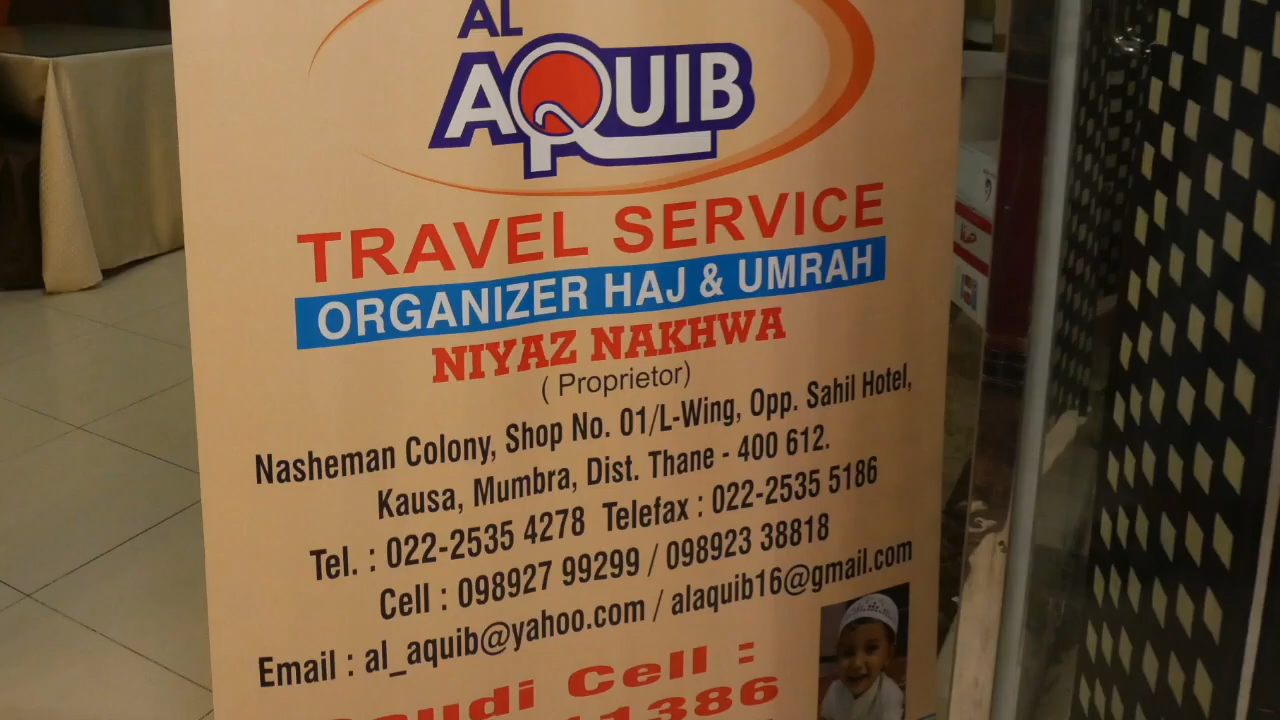 AL
AQUIB
TRAVEL SERVICE
ORGANIZER HAJ & UMRAH
NIYAZ NAKHWA
( Proprietor)
Nasheman Colony, Shop No. 01/L-Wing, Opp. Sahil Hotel,
Kausa, Mumbra, Dist. Thane - 400 612.
Tel. : 022-2535 4278 Telefax : 022-2535 5186
Cell : 098927 99299 / 098923 38818
Email : al_aquib@yahoo.com / alaquib16@gmail.com
Cell :